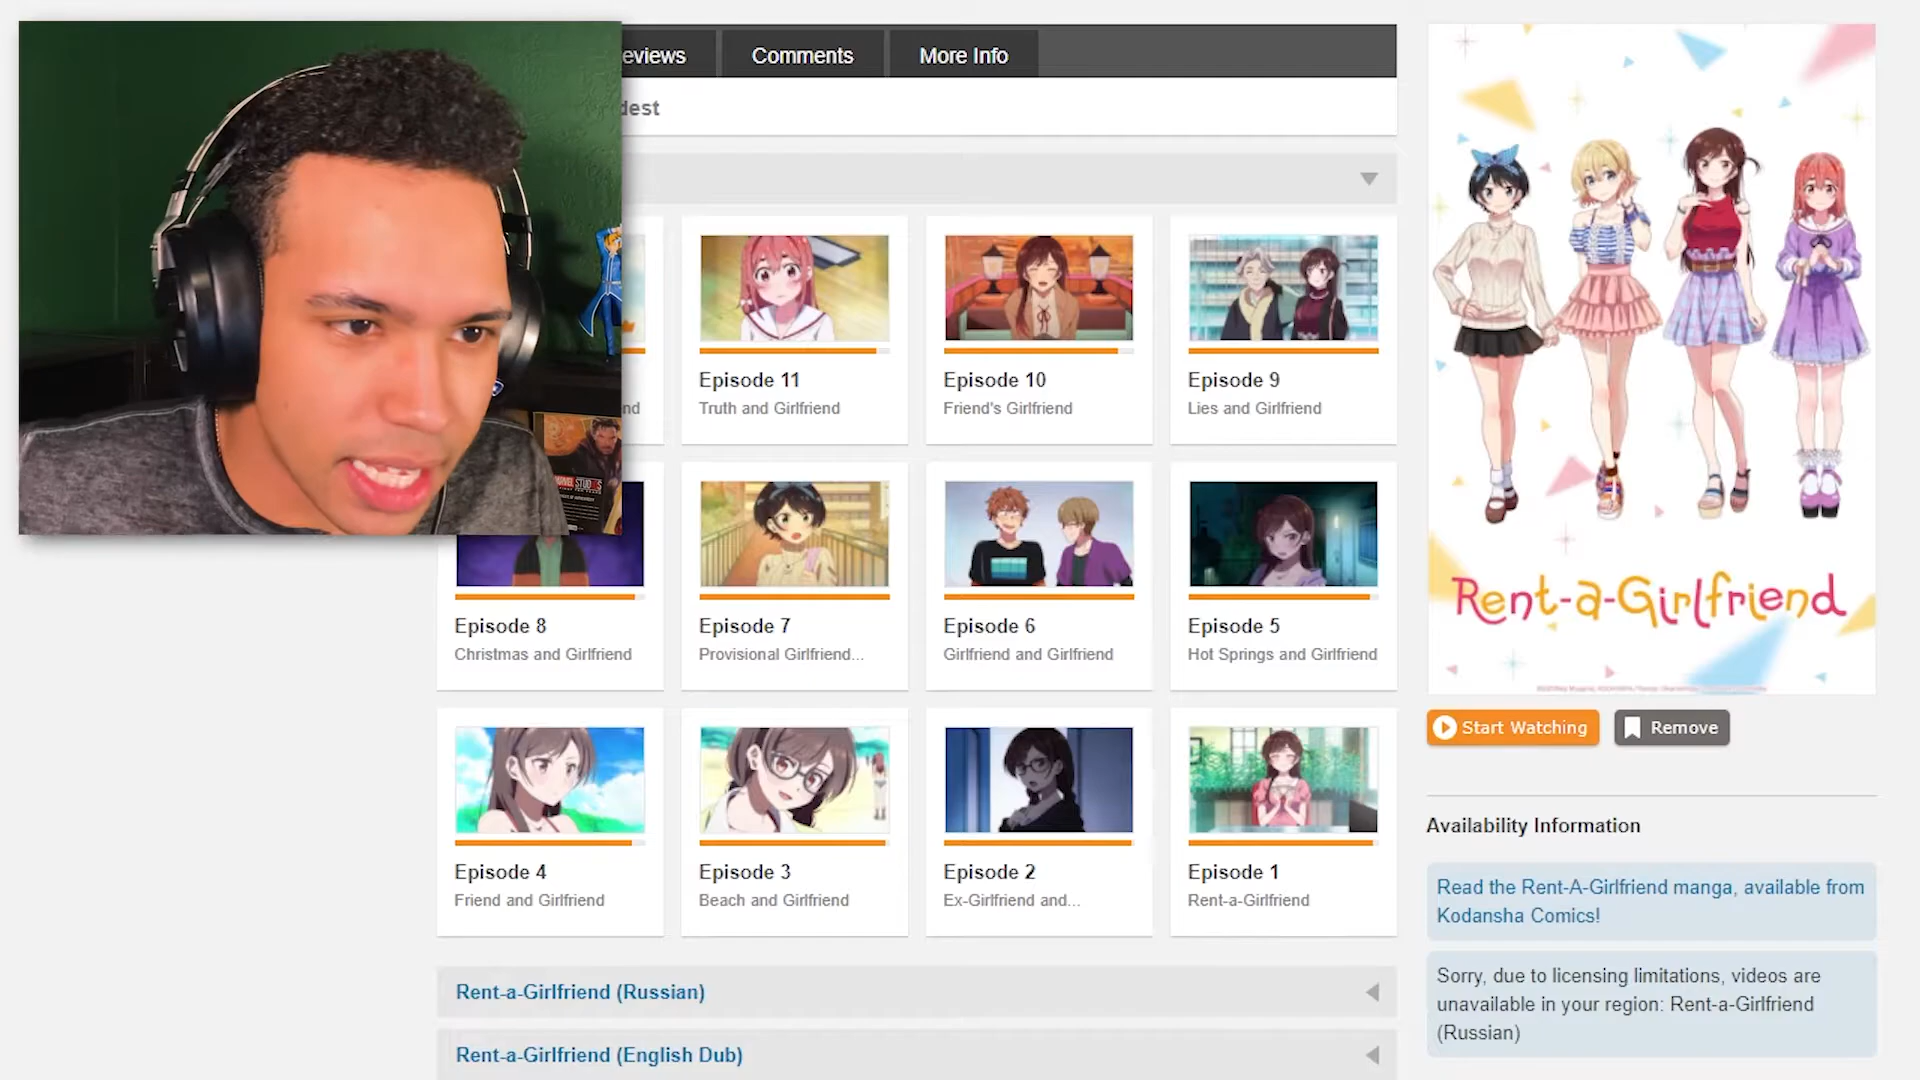 eviews
Comments
More Info
dest
nd
Episode 11
Truth and Girlfriend
Episode 10
Friend's Girlfriend
Episode 9
Lies and Girlfriend
Episode 8
Christmas and Girlfriend
Episode 7
Provisional Girlfriend...
Episode 6
Girlfriend and Girlfriend
Episode 5
Hot Springs and Girlfriend
Episode 4
Friend and Girlfriend
Episode 3
Beach and Girlfriend
Episode 2
Ex-Girlfriend and...
Episode 1
Rent-a-Girlfriend
Rent-a-Girlfriend (Russian)
Rent-a-Girlfriend (English Dub)
Rent-a-Girlfriend
Start Watching
Remove
Availability Information
Read the Rent-A-Girlfriend manga, available from
Kodansha Comics!
Sorry, due to licensing limitations, videos are
unavailable in your region: Rent-a-Girlfriend
(Russian)